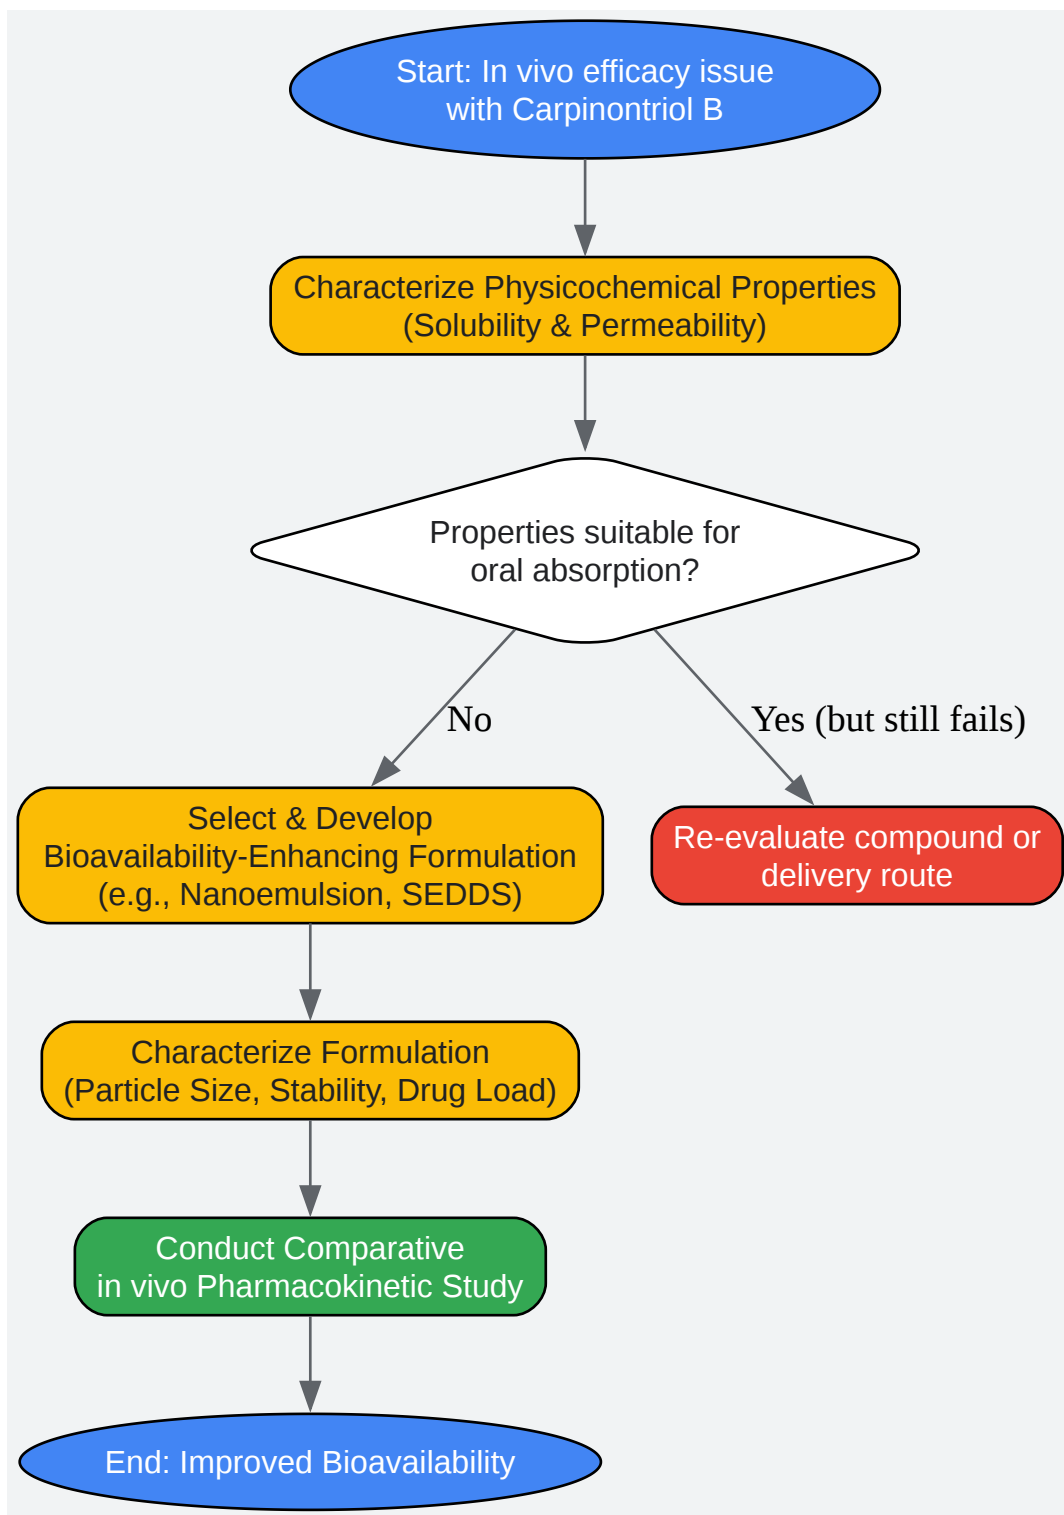 Start: In vivo efficacy issue
with Carpinontriol B
Characterize Physicochemical Properties
(Solubility & Permeability)
Properties suitable for
oral absorption?
No
Yes (but still fails)
Select & Develop
Bioavailability-Enhancing Formulation
(e.g., Nanoemulsion, SEDDS)
Re-evaluate compound or
delivery route
Characterize Formulation
(Particle Size, Stability, Drug Load)
Conduct Comparative
in vivo Pharmacokinetic Study
End: Improved Bioavailability